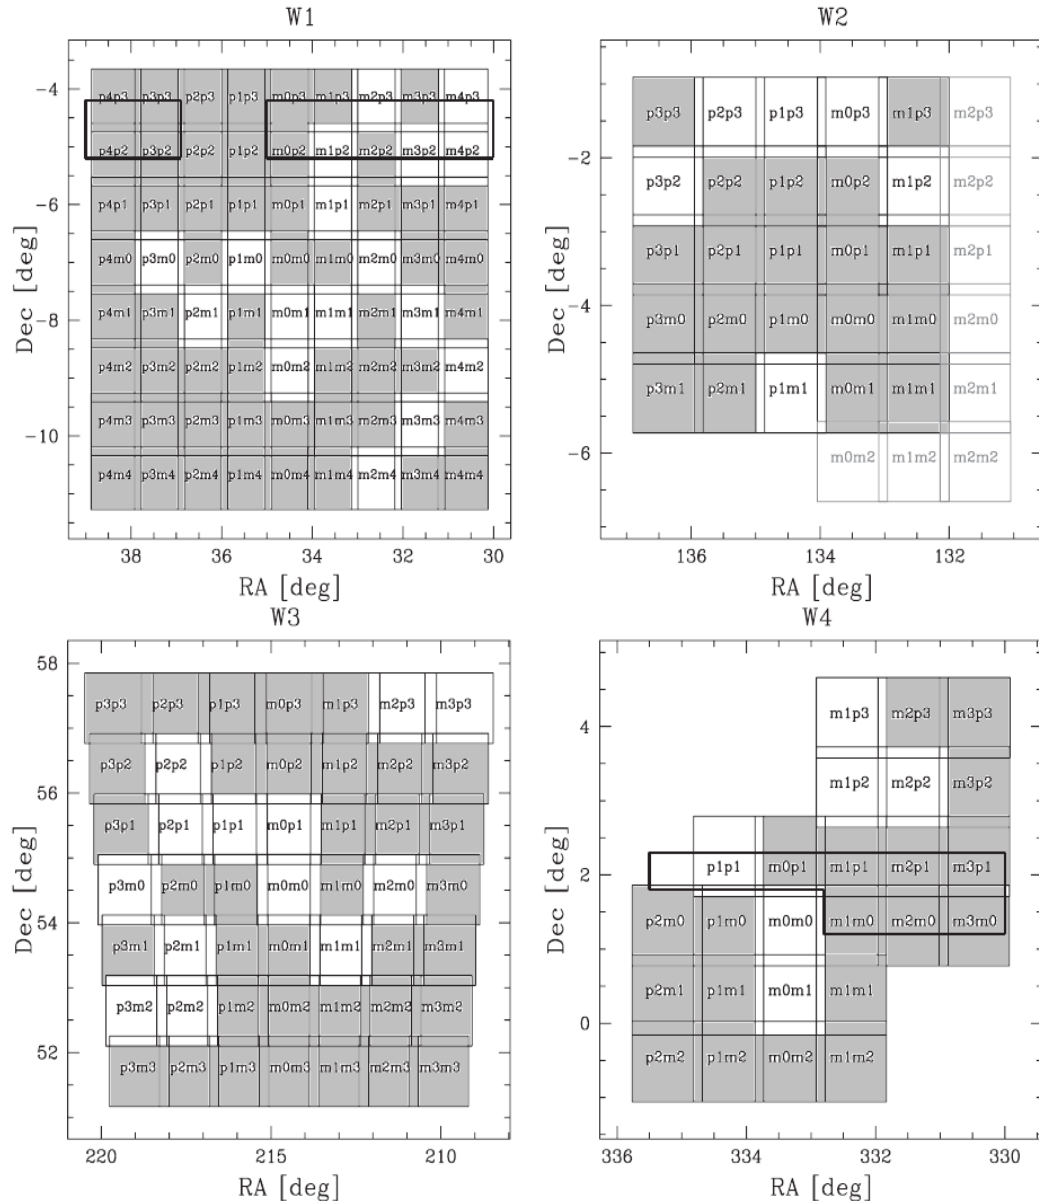 W1
W2
p4p3 p3p3 p2p3 p1p3 m0p3 m1p3 m2p3 m3p3 m4p3
p4p2 p3p2 p2p2 p1p2 m0p2 m1p2 m2p2 m3p2 m4p2
p4p1 p3p1 p2p1 p1p1 m0p1 m1p1 m2p1 m3p1 m4p1
p4m0 p3m0 p2m0 p1m0 m0m0 m1m0 m2m0 m3m0 m4m0
p4m1 p3m1 p2m1 p1m1 m0m1 m1m1 m2m1 m3m1 m4m1
p4m2 p3m2 p2m2 p1m2 m0m2 m1m2 m2m2 m3m2 m4m2
p4m3 p3m3 p2m3 p1m3 m0m3 m1m3 m2m3 m3m3 m4m3
p4m4 p3m4 p2m4 p1m4 m0m4 m1m4 m2m4 m3m4 m4m4
-4
-6
-8
-10
Dec [deg]
38 36 34 32 30
RA [deg]
p3p3 p2p3 p1p3 m0p3 m1p3 m2p3
p3p2 p2p2 p1p2 m0p2 m1p2 m2p2
p3p1 p2p1 p1p1 m0p1 m1p1 m2p1
p3m0 p2m0 p1m0 m0m0 m1m0 m2m0
p3m1 p2m1 p1m1 m0m1 m1m1 m2m1
m0m2 m1m2 m2m2
-2
-4
-6
Dec [deg]
136 134 132
RA [deg]
W3
W4
p3p3 p2p3 p1p3 m0p3 m1p3 m2p3 m3p3
p3p2 p2p2 p1p2 m0p2 m1p2 m2p2 m3p2
p3p1 p2p1 p1p1 m0p1 m1p1 m2p1 m3p1
p3m0 p2m0 p1m0 m0m0 m1m0 m2m0 m3m0
p3m1 p2m1 p1m1 m0m1 m1m1 m2m1 m3m1
p3m2 p2m2 p1m2 m0m2 m1m2 m2m2 m3m2
p3m3 p2m3 p1m3 m0m3 m1m3 m2m3 m3m3
58
56
54
52
Dec [deg]
220 215 210
RA [deg]
m1p3 m2p3 m3p3
m1p2 m2p2 m3p2
p1p1 m0p1 m1p1 m2p1 m3p1
p2m0 p1m0 m0m0 m1m0 m2m0 m3m0
p2m1 p1m1 m0m1 m1m1
p2m2 p1m2 m0m2 m1m2
4
2
0
Dec [deg]
336 334 332 330
RA [deg]